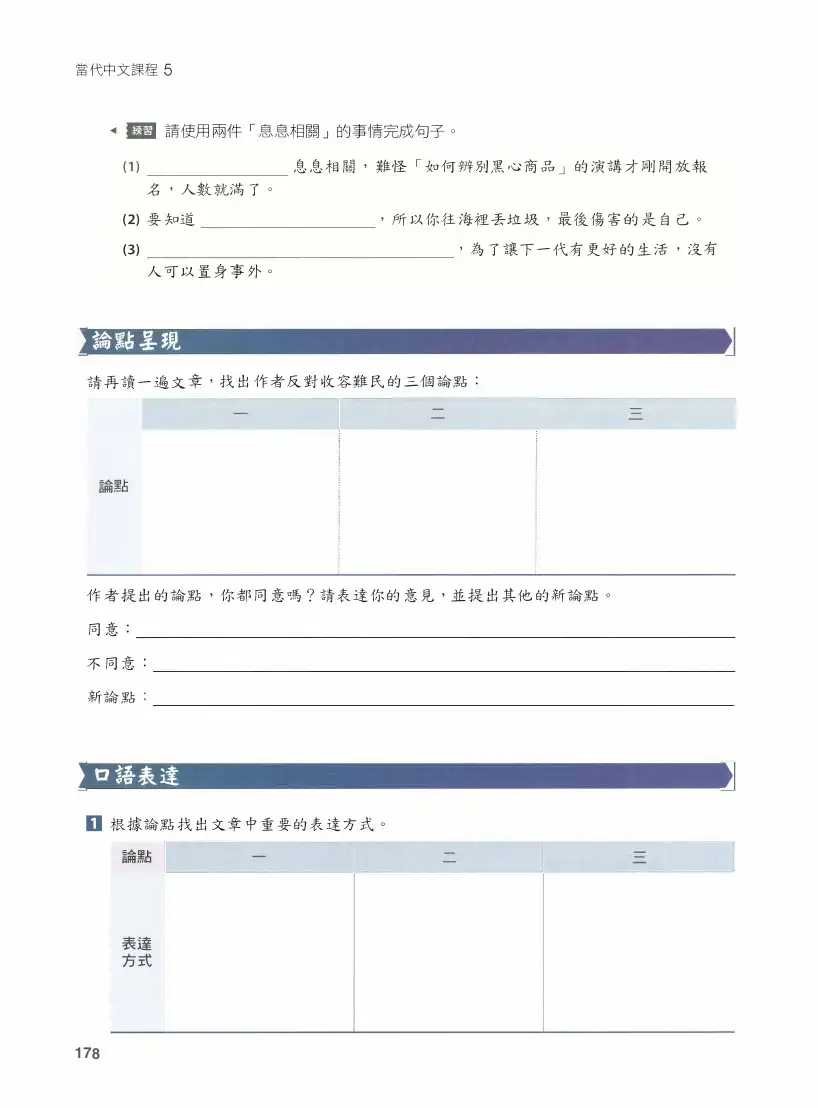 當代中文課程 5
◀ 練習 請使用兩件「息息相關」的事情完成句子。
(1) ________________ 息息相關，難怪「如何辨別黑心商品」的演講才剛開放報
名，人數就滿了。
(2) 要知道 ____________________，所以你往海裡丟垃圾，最後傷害的是自己。
(3) ___________________________________，為了讓下一代有更好的生活，沒有
人可以置身事外。
論點呈現
請再讀一遍文章，找出作者反對收容難民的三個論點：
一 二 三
論點
作者提出的論點，你都同意嗎？請表達你的意見，並提出其他的新論點。
同意：
不同意：
新論點：
口語表達
1 根據論點找出文章中重要的表達方式。
論點 一 二 三
表達
方式
178